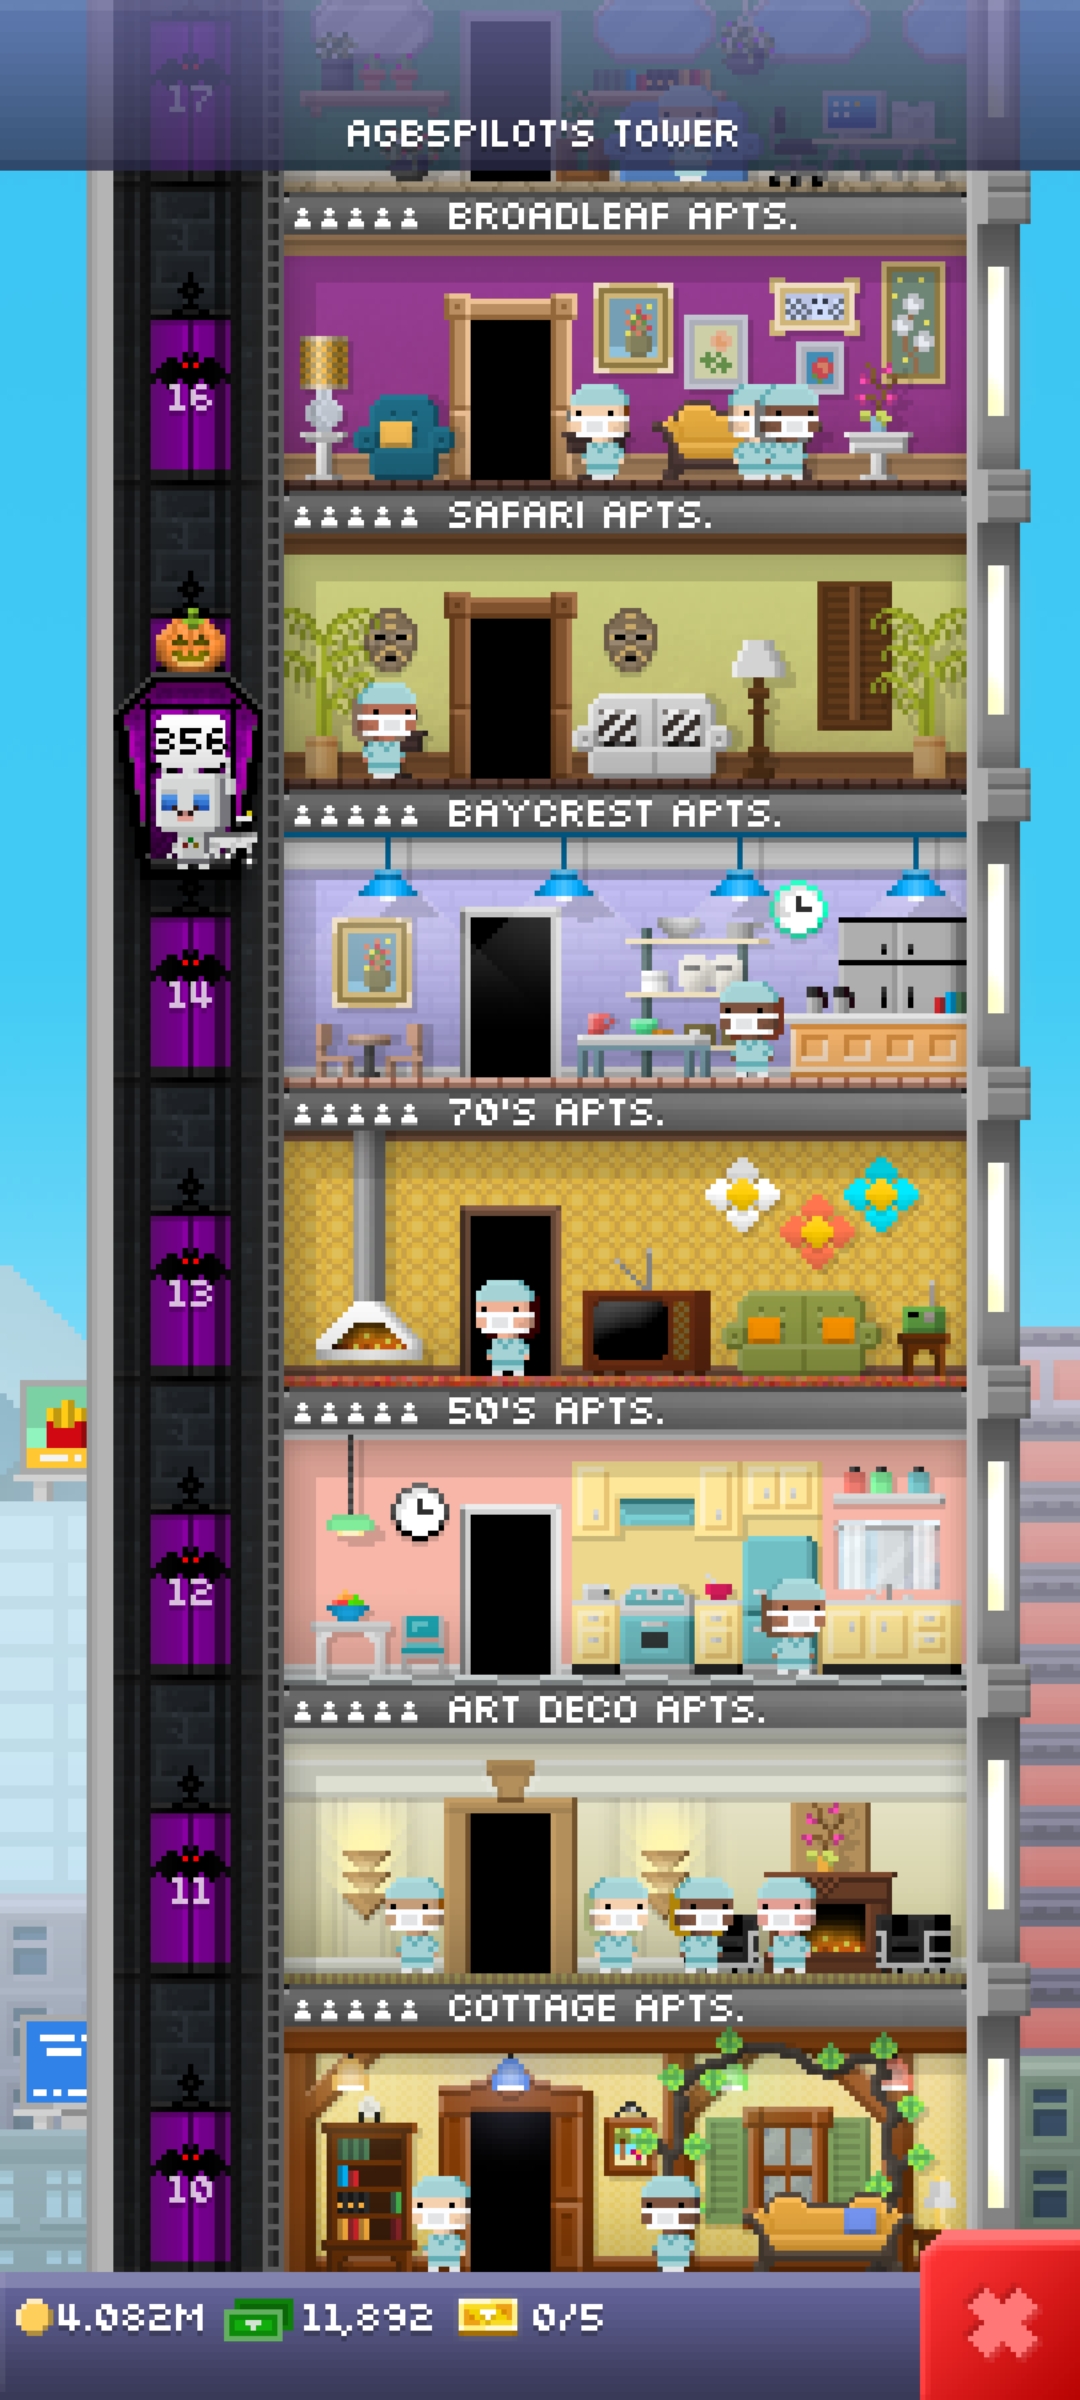 17
AGB5PILOT'S TOWER
BROADLEAF APTS.
16
SAFARI APTS.
356
BAYCREST APTS.
14
70'S APTS.
13
50'S APTS.
12
ART DECO APTS.
11
COTTAGE APTS.
10
4.082M 11,892 0/5